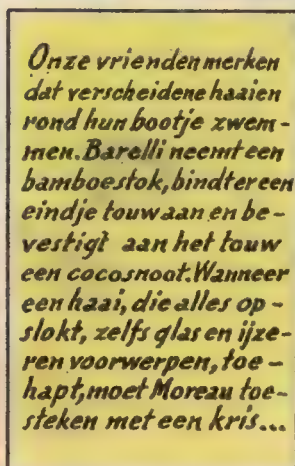 Onze vrienden merken
dat verscheidene haaien
rond hun bootje zwem-
men. Barelli neemt een
bamboestok, bindt er een
eindje touw aan en be-
vestigt aan het touw
een cocosnoot. Wanneer
een haai, die alles op-
slokt, zelfs glas en ijze-
ren voorwerpen, toe-
hapt, moet Moreau toe-
steken met een kris...